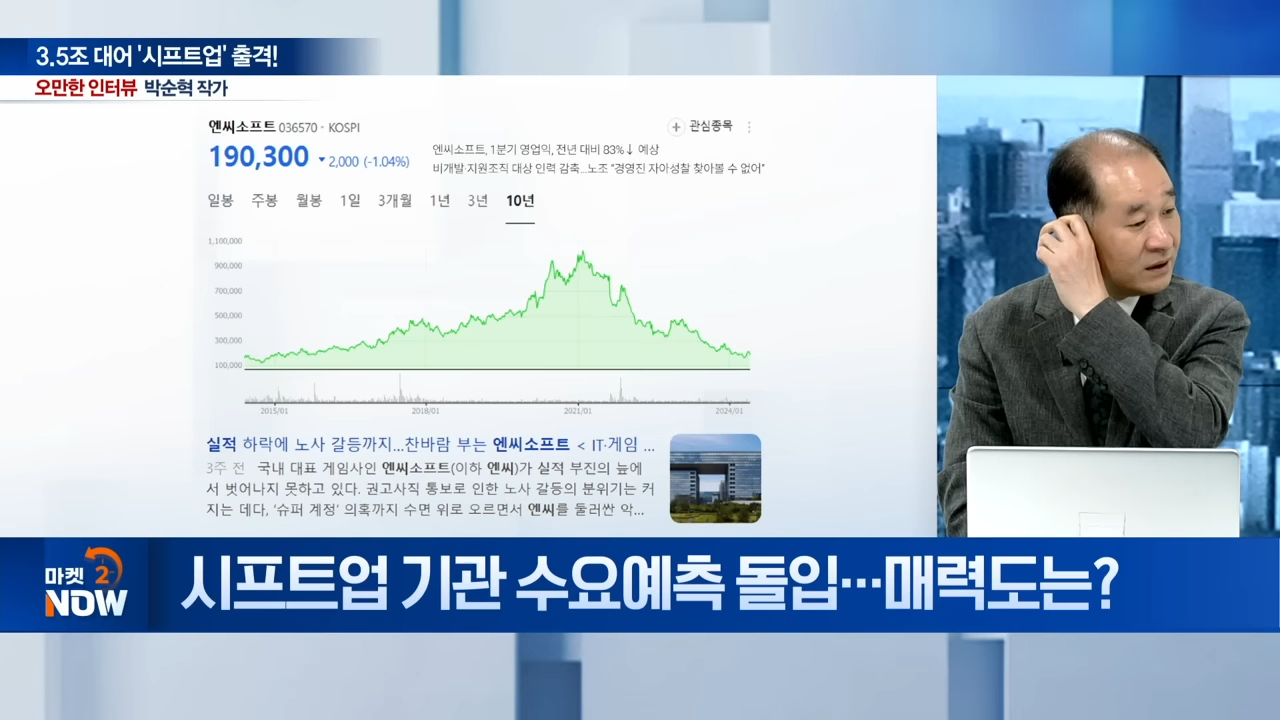 3.5조 대어 '시프트업' 출격!
오만한 인터뷰 박순혁 작가
엔씨소프트 036570 · KOSPI
+ 관심종목 ⋮
190,300 ▼2,000 (-1.04%)
엔씨소프트, 1분기 영업익, 전년 대비 83%↓ 예상
비개발·지원조직 대상 인력 감축...노조 "경영진 자아성찰 찾아볼 수 없어"
일봉 주봉 월봉 1일 3개월 1년 3년 10년
1,100,000
900,000
700,000
500,000
300,000
100,000
2015/01 2018/01 2021/01 2024/01
실적 하락에 노사 갈등까지...찬바람 부는 엔씨소프트 < IT·게임 ...
3주 전 국내 대표 게임사인 엔씨소프트(이하 엔씨)가 실적 부진의 늪에
서 벗어나지 못하고 있다. 권고사직 통보로 인한 노사 갈등의 분위기는 커
지는 데다, '슈퍼 계정' 의혹까지 수면 위로 오르면서 엔씨를 둘러싼 악...
마켓 2
NOW
시프트업 기관 수요예측 돌입…매력도는?